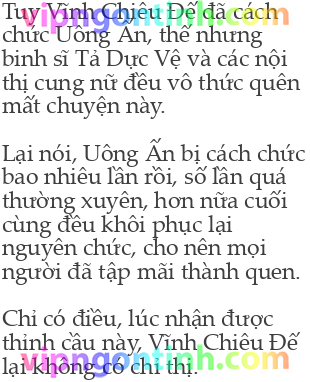 Tuy Vĩnh Chiêu Đế đã cách
chức Uông Ấn, thế nhưng
binh sĩ Tả Dực Vệ và các nội
thị cung nữ đều vô thức quên
mất chuyện này.
Lại nói, Uông Ấn bị cách chức
bao nhiêu lần rồi, số lần quá
thường xuyên, hơn nữa cuối
cùng đều khôi phục lại
nguyên chức, cho nên mọi
người đã tập mãi thành quen.
Chỉ có điều, lúc nhận được
thỉnh cầu này, Vĩnh Chiêu Đế
lại không có chỉ thị.
vipngontinh.com
vipngontinh.com